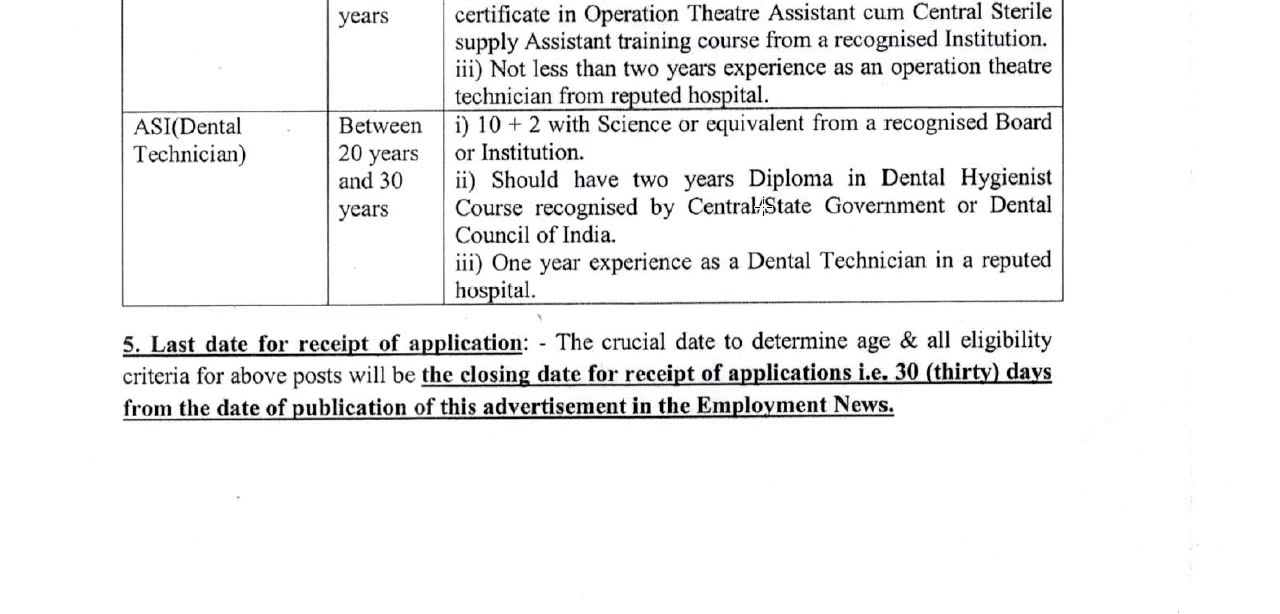 years
certificate in Operation Theatre Assistant cum Central Sterile
supply Assistant training course from a recognised Institution.
iii) Not less than two years experience as an operation theatre
technician from reputed hospital.
ASI(Dental
Technician)
Between
20 years
and 30
years
i) 10 + 2 with Science or equivalent from a recognised Board
or Institution.
ii) Should have two years Diploma in Dental Hygienist
Course recognised by Central/State Government or Dental
Council of India.
iii) One year experience as a Dental Technician in a reputed
hospital.
5. Last date for receipt of application: - The crucial date to determine age & all eligibility
criteria for above posts will be the closing date for receipt of applications i.e. 30 (thirty) days
from the date of publication of this advertisement in the Employment News.